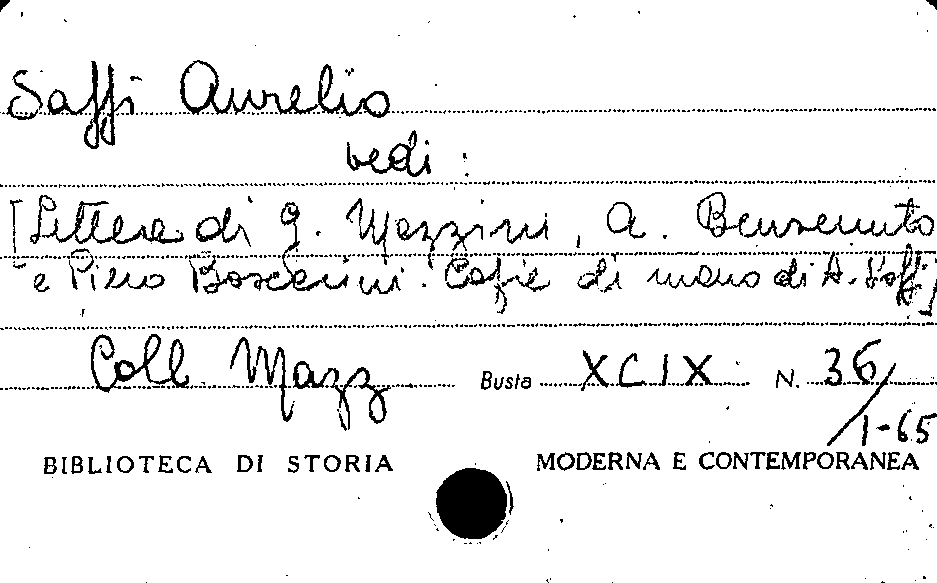 Saffi Aurelio
vedi :
[Lettere di G. Mazzini, A. Benvenuto
e Piero Boscarini. Copie di mano di A. Saffi]
Coll. Mazz Busta XCIX N. 36/
1-65
BIBLIOTECA DI STORIA MODERNA E CONTEMPORANEA